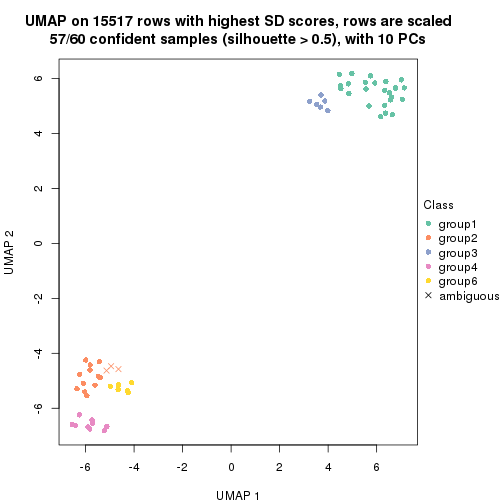 UMAP on 15517 rows with highest SD scores, rows are scaled
57/60 confident samples (silhouette > 0.5), with 10 PCs
6
4
2
0
-2
-4
-6
UMAP 2
-6
-4
-2
0
2
4
6
UMAP 1
Class
group1
group2
group3
group4
group6
ambiguous